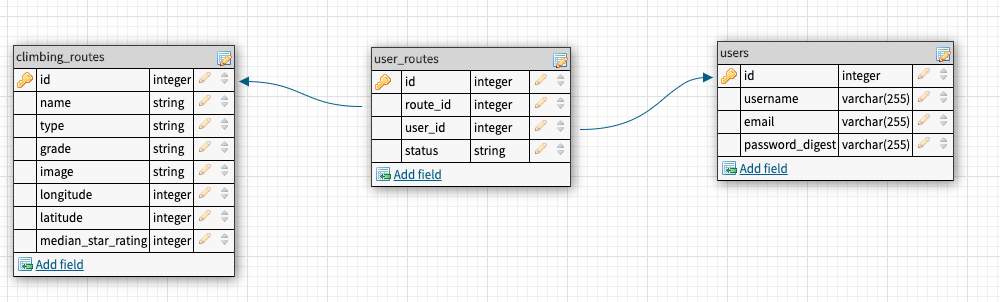 climbing_routes
id integer
name string
type string
grade string
image string
longitude integer
latitude integer
median_star_rating integer
Add field
user_routes
id integer
route_id integer
user_id integer
status string
Add field
users
id integer
username varchar(255)
email varchar(255)
password_digest varchar(255)
Add field